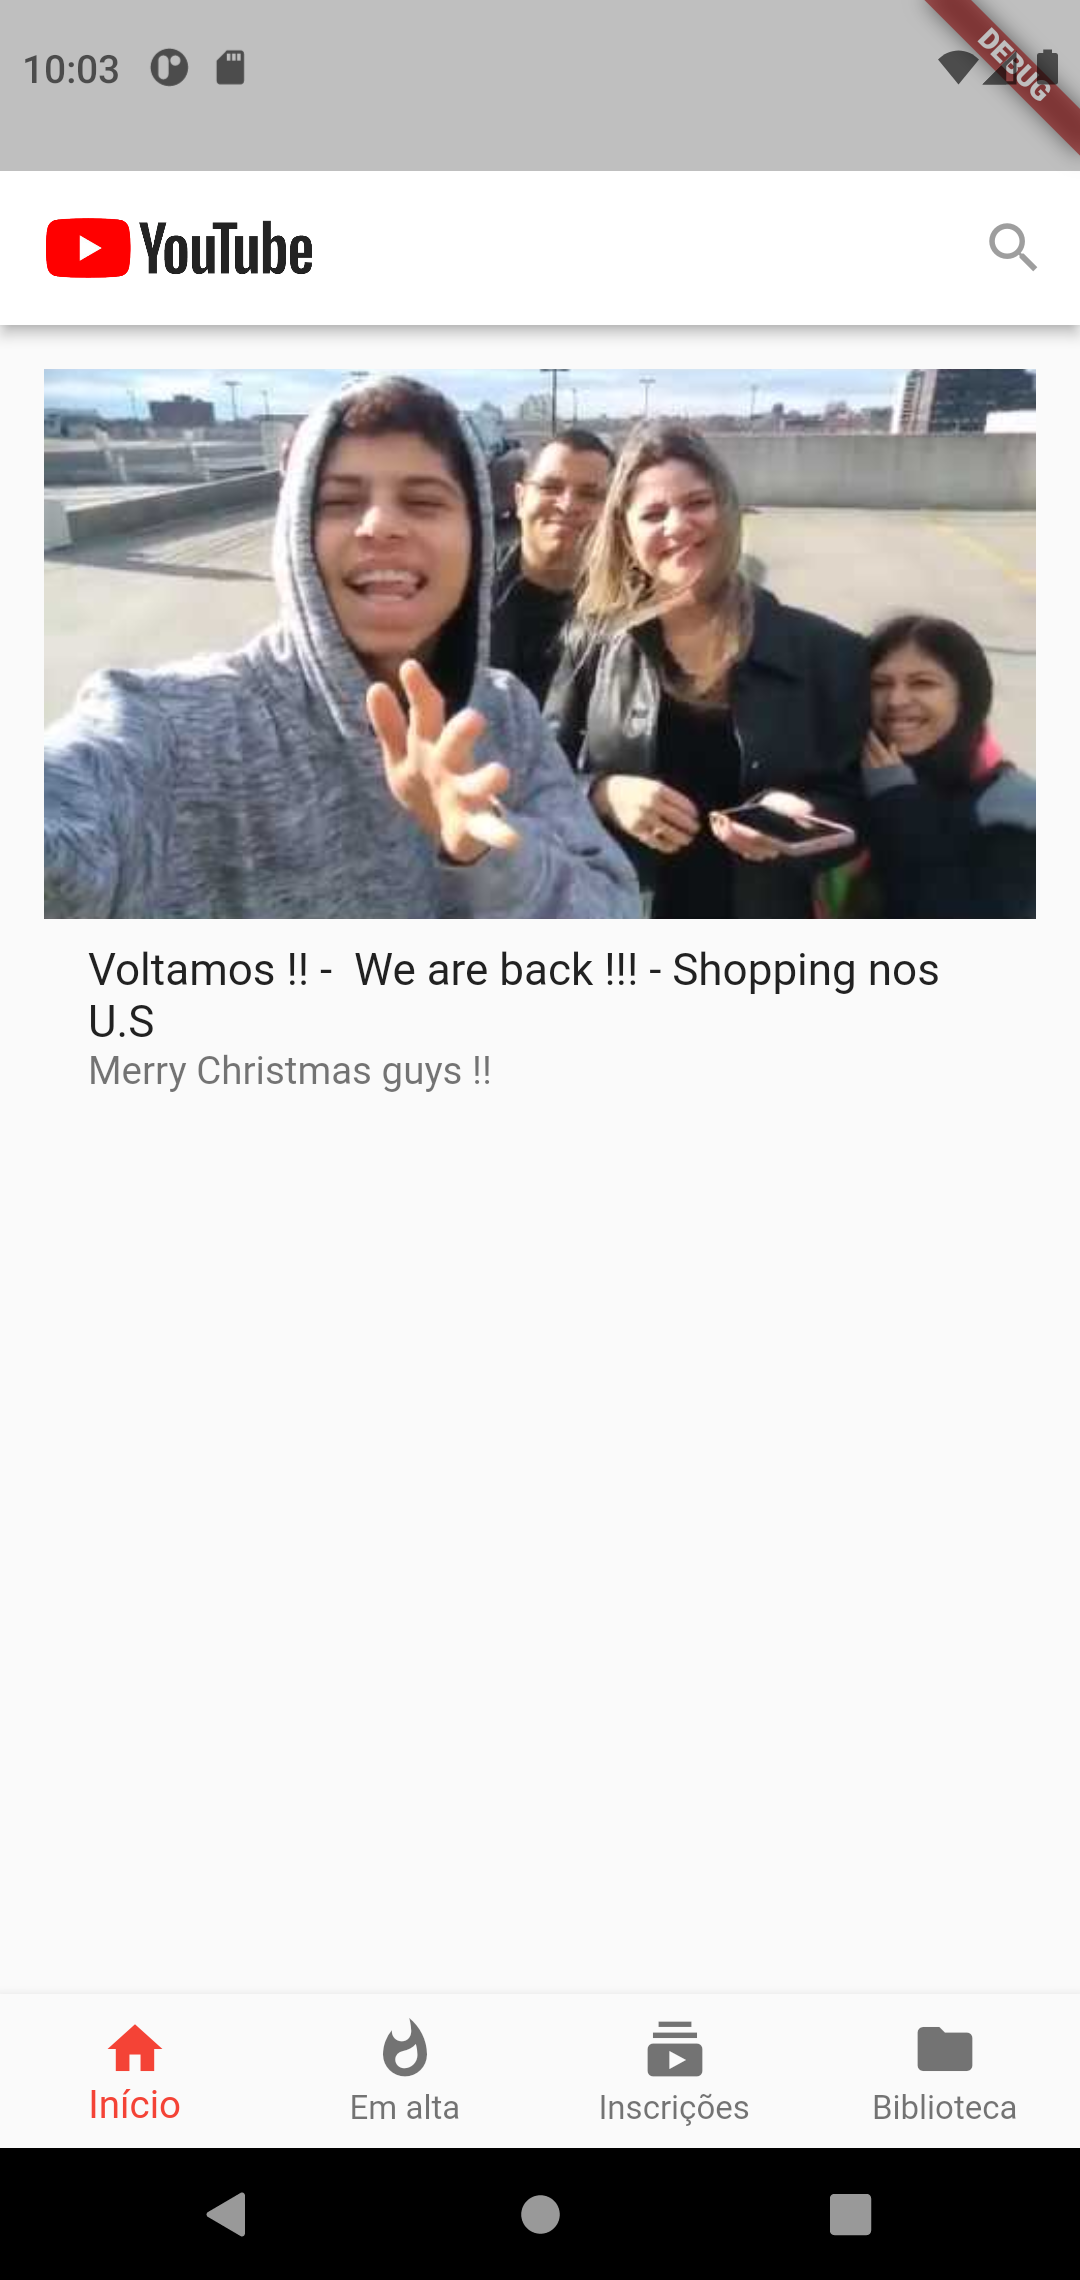 10:03
DEBUG
YouTube
Voltamos !! -  We are back !!! - Shopping nos
U.S
Merry Christmas guys !!
Início
Em alta
Inscrições
Biblioteca